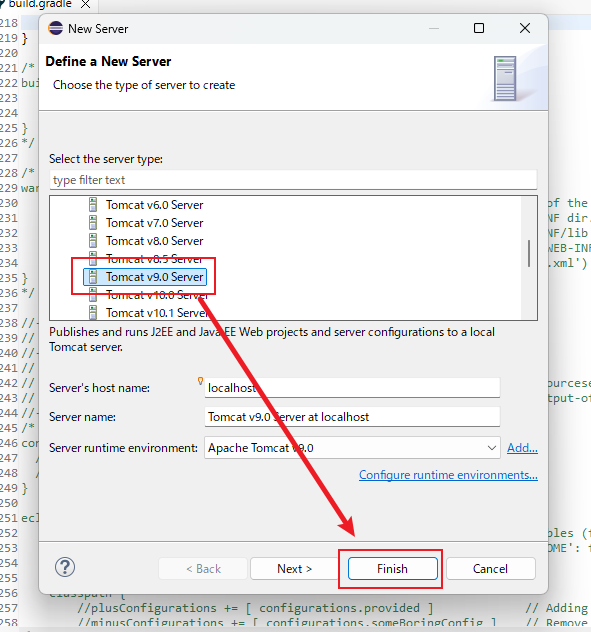 build.gradle
218
New Server
219 }
220
Define a New Server
221 /*
Choose the type of server to create
222 bui
223
224
225 }
226 */
227
Select the server type:
228 /*
type filter text
229 war
230
Tomcat v6.0 Server
of the
231
Tomcat v7.0 Server
NF dir.
232
Tomcat v8.0 Server
NF/lib
233
Tomcat v8.5 Server
WEB-INF
234
.xml')
235 }
Tomcat v9.0 Server
236 */
Tomcat v10.0 Server
237
Tomcat v10.1 Server
238 //-
Publishes and runs J2EE and Java EE Web projects and server configurations to a local
239 //
Tomcat server.
240 //-
241 //
242 //
Server's host name:
localhost
ourcese
243 //
tput-of
244 //-
Server name:
Tomcat v9.0 Server at localhost
245 /*
246 con
Server runtime environment:
Apache Tomcat v9.0
Add...
247 /
248 /
Configure runtime environments...
249 }
250
251 ecl
252
bles (
253
OME':
254
?
< Back
Next >
Finish
Cancel
255
256 classpath {
257 //plusConfigurations += [ configurations.provided ] // Adding
258 //minusConfigurations += [ configurations.someBoringConfig ] // Remove